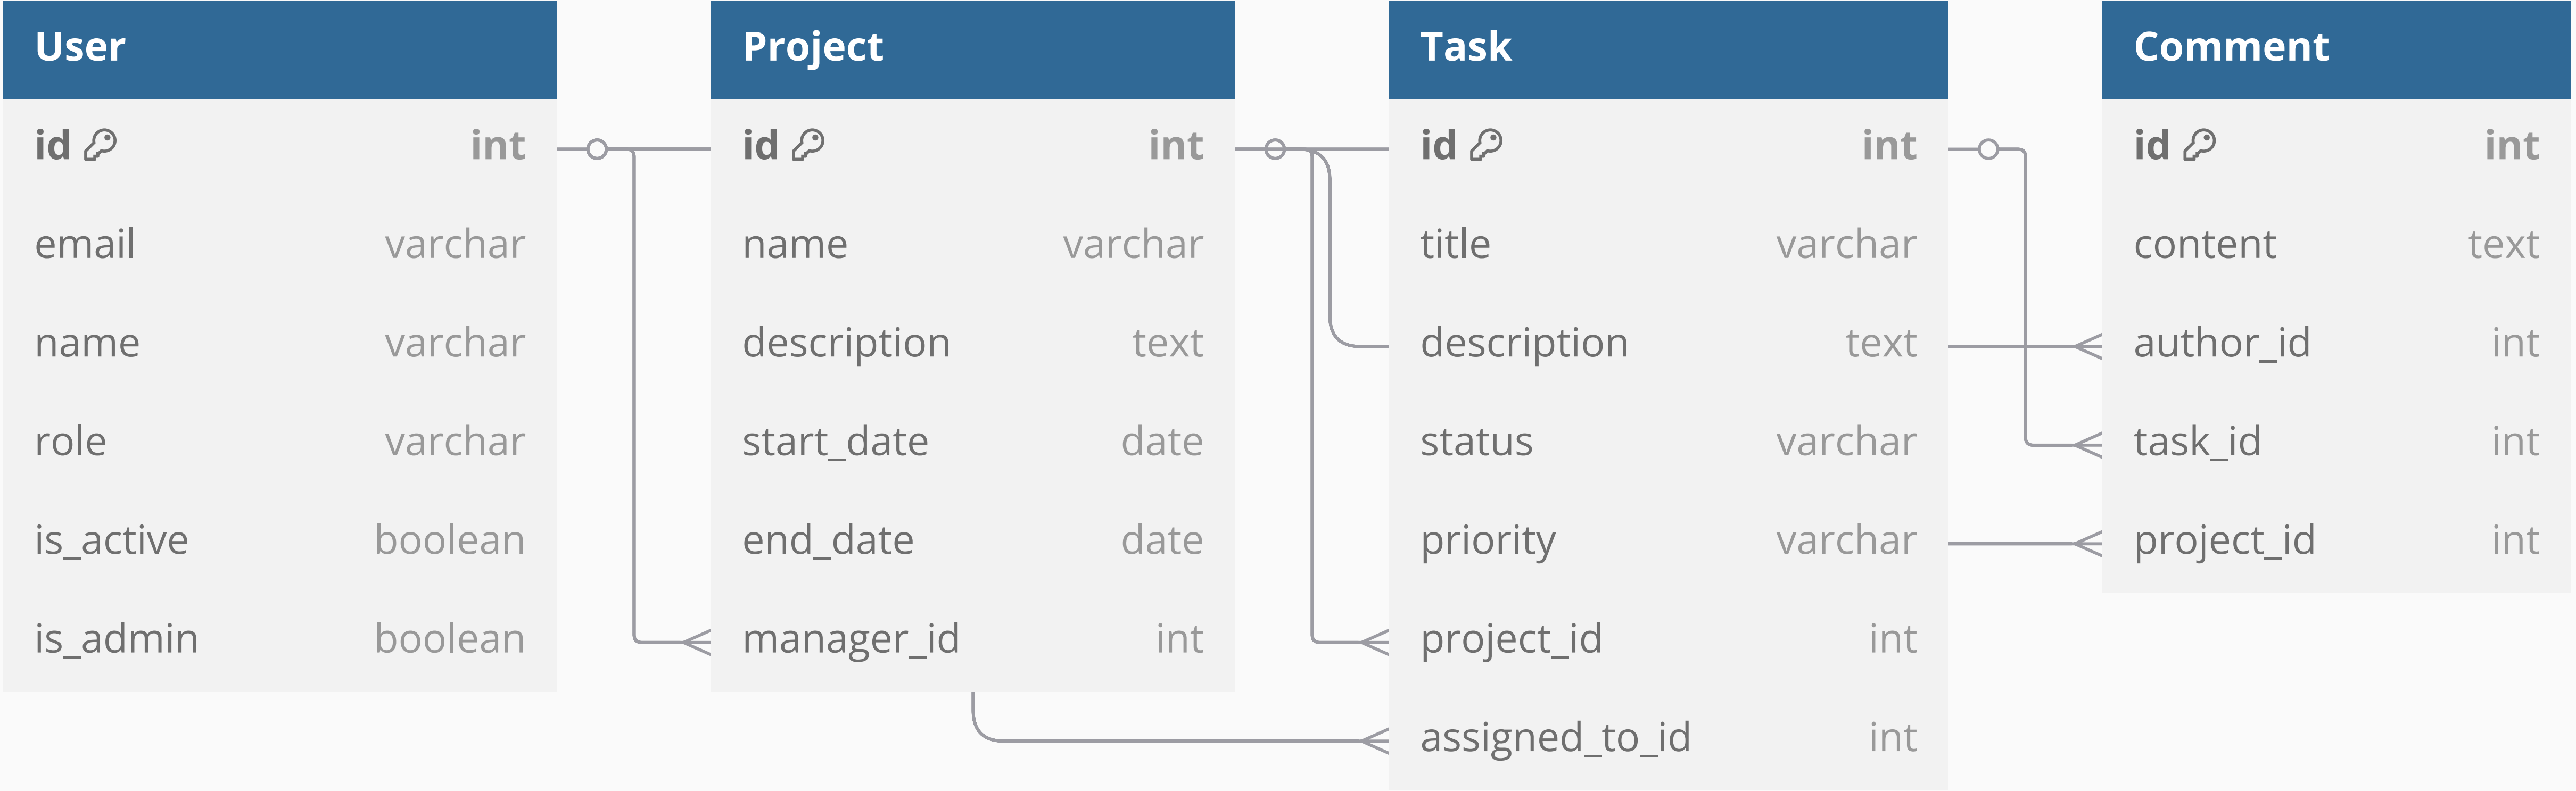 User
id int
email varchar
name varchar
role varchar
is_active boolean
is_admin boolean
Project
id int
name varchar
description text
start_date date
end_date date
manager_id int
Task
id int
title varchar
description text
status varchar
priority varchar
project_id int
assigned_to_id int
Comment
id int
content text
author_id int
task_id int
project_id int